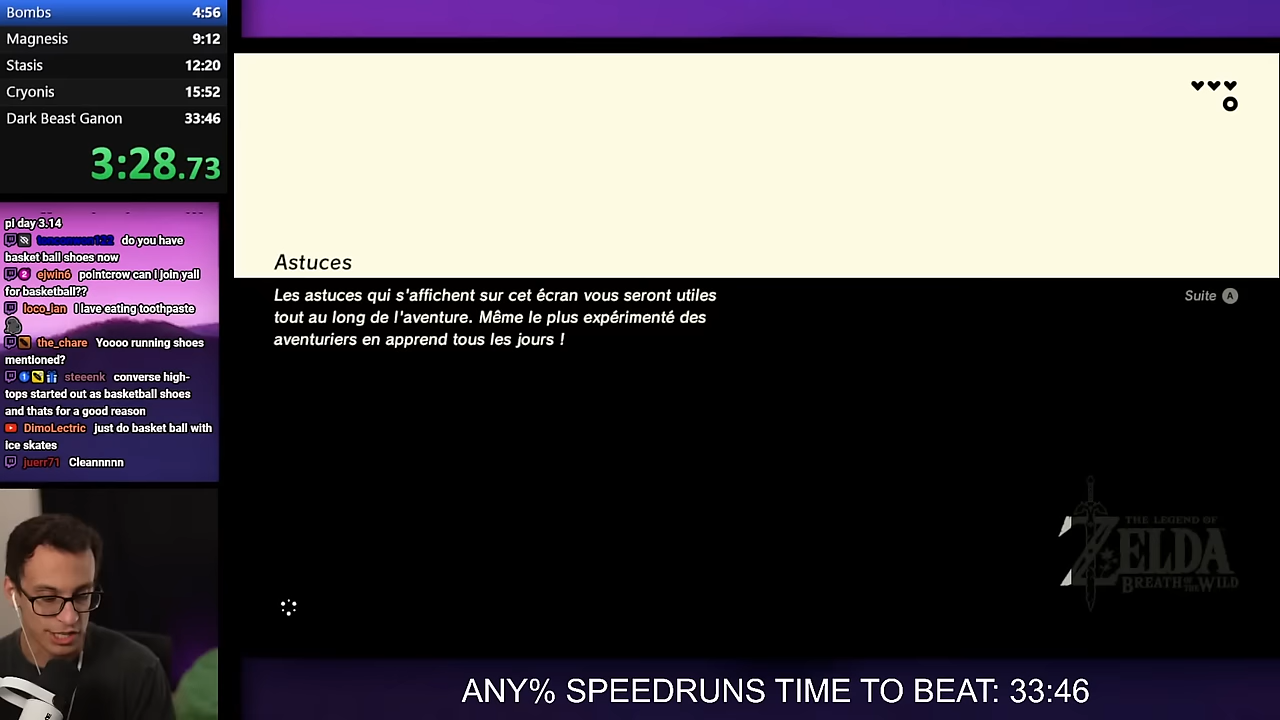 Bombs 4:56
Magnesis 9:12
Stasis 12:20
Cryonis 15:52
Dark Beast Ganon 33:46
3:28.73
pi day 3.14
do you have
basket ball shoes now
ejwin6 pointcrow can I join yall
for basketball??
loco_ian I lave eating toothpaste
the_chare Yoooo running shoes
mentioned?
steeenk converse high-
tops started out as basketball shoes
and thats for a good reason
DimoLectric just do basket ball with
ice skates
juerr71 Cleannnnn
Astuces
Les astuces qui s'affichent sur cet écran vous seront utiles
tout au long de l'aventure. Même le plus expérimenté des
aventuriers en apprend tous les jours !
Suite A
THE LEGEND OF
ZELDA
BREATH OF THE WILD
ANY% SPEEDRUNS TIME TO BEAT: 33:46